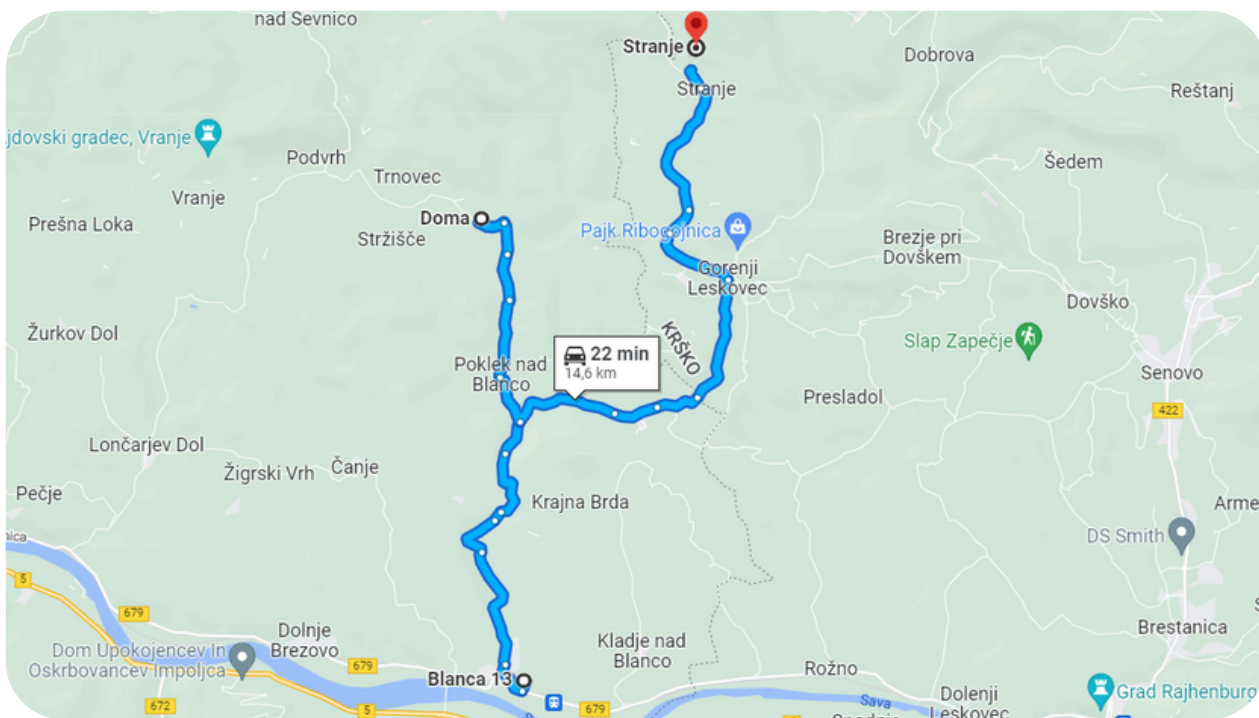 nad Sevnico
Stranje
Dobrova
Stranje
Reštanj
jdovski gradec, Vranje
Podvrh
Šedem
Trnovec
Vranje
Doma
Prešna Loka
Stržišče
Pajk Ribogojnica
Brezje pri
Dovškem
Gorenji
Leskovec
Dovško
Žurkov Dol
KRŠKO
Slap Zapečje
22 min
14,6 km
Poklek nad
Blanco
Senovo
Presladol
422
Lončarjev Dol
Žigrski Vrh
Čanje
Pečje
Krajna Brda
Arme
nica
DS Smith
5
679
Dolnje
Brezovo
Kladje nad
Blanco
Brestanica
Dom Upokojencev In
Oskrbovancev Impoljca
679
Rožno
Blanca 13
672
5
679
Sava
Dolenji
Leskovec
Grad Rajhenburg